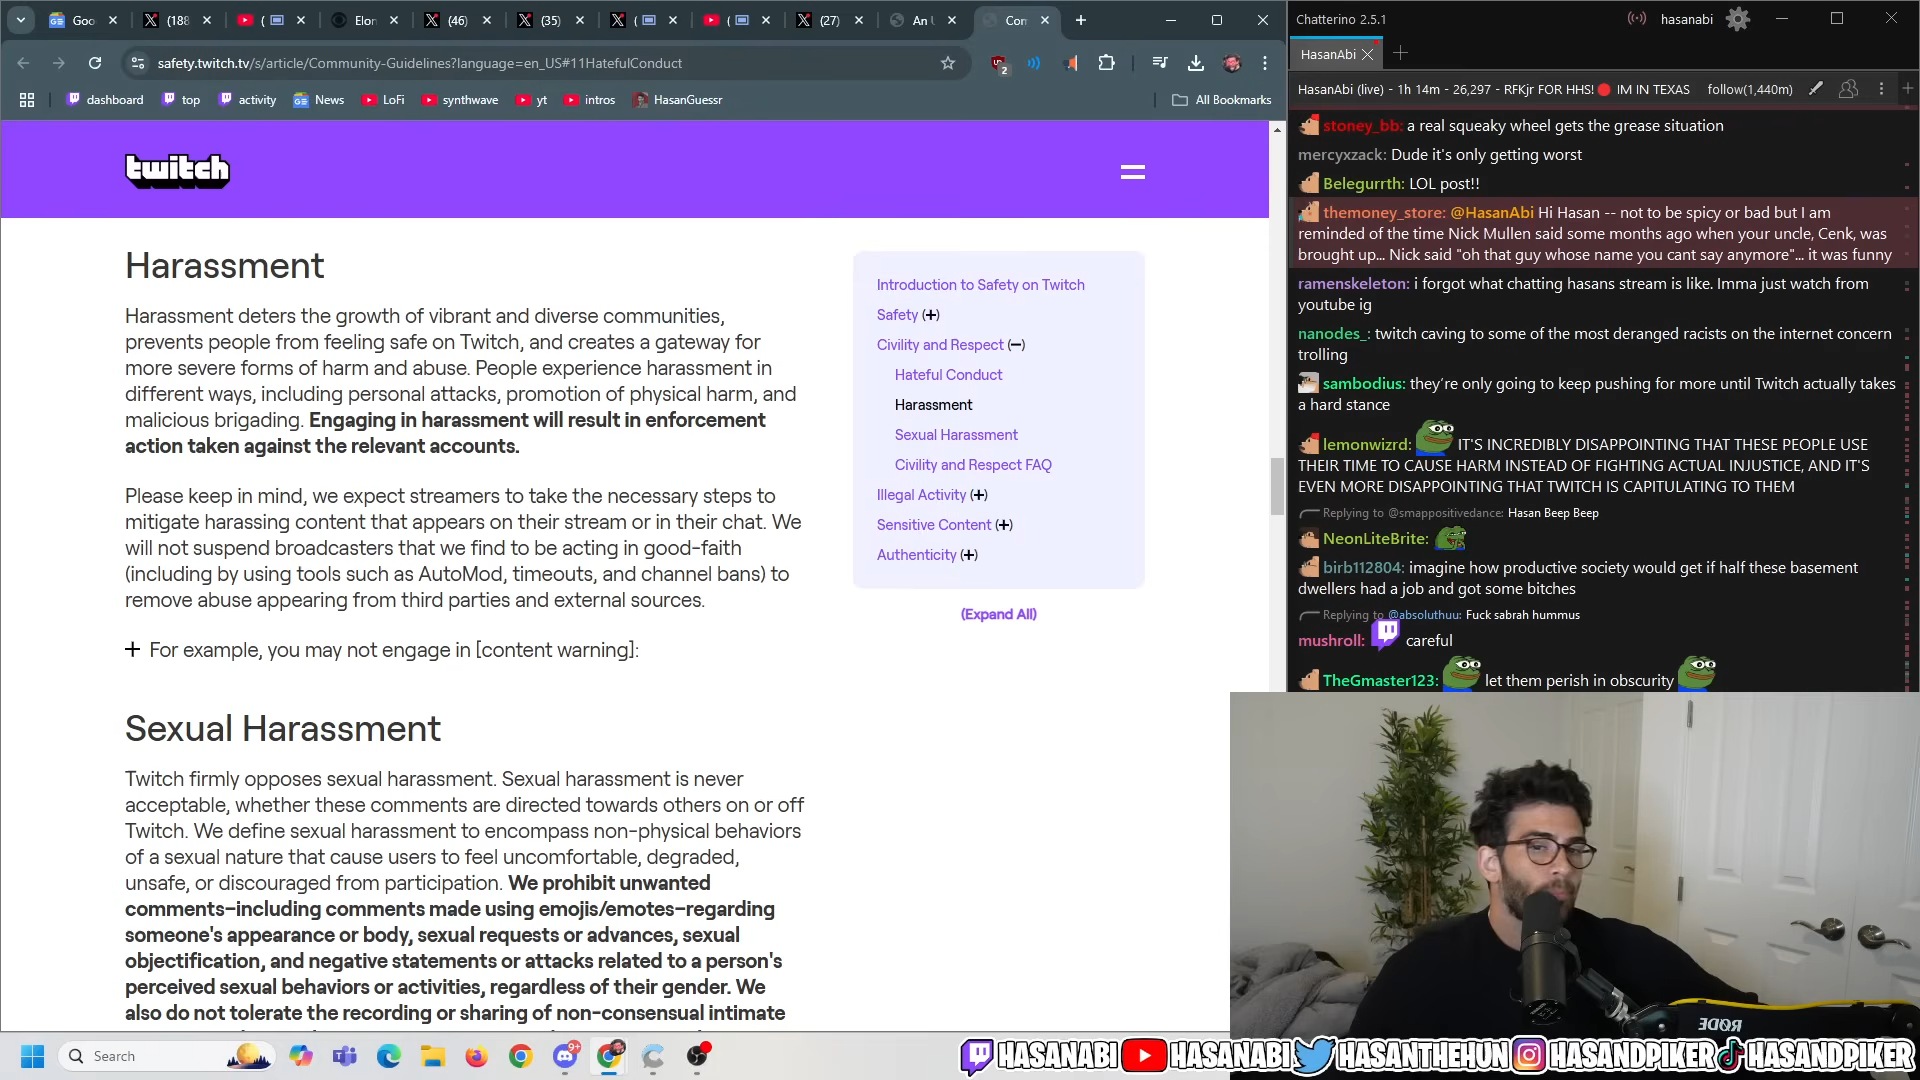 Goo
(188
(
Elon
(46)
(35)
(
(
(27)
An U
Con
safety.twitch.tv/s/article/Community-Guidelines?language=en_US#11HatefulConduct
2
dashboard
top
activity
News
LoFi
synthwave
yt
intros
HasanGuessr
All Bookmarks
twitch
Harassment
Harassment deters the growth of vibrant and diverse communities,
prevents people from feeling safe on Twitch, and creates a gateway for
more severe forms of harm and abuse. People experience harassment in
different ways, including personal attacks, promotion of physical harm, and
malicious brigading. Engaging in harassment will result in enforcement
action taken against the relevant accounts.
Please keep in mind, we expect streamers to take the necessary steps to
mitigate harassing content that appears on their stream or in their chat. We
will not suspend broadcasters that we find to be acting in good-faith
(including by using tools such as AutoMod, timeouts, and channel bans) to
remove abuse appearing from third parties and external sources.
+ For example, you may not engage in [content warning]:
Sexual Harassment
Twitch firmly opposes sexual harassment. Sexual harassment is never
acceptable, whether these comments are directed towards others on or off
Twitch. We define sexual harassment to encompass non-physical behaviors
of a sexual nature that cause users to feel uncomfortable, degraded,
unsafe, or discouraged from participation. We prohibit unwanted
comments–including comments made using emojis/emotes–regarding
someone's appearance or body, sexual requests or advances, sexual
objectification, and negative statements or attacks related to a person's
perceived sexual behaviors or activities, regardless of their gender. We
also do not tolerate the recording or sharing of non-consensual intimate
Introduction to Safety on Twitch
Safety (+)
Civility and Respect (–)
Hateful Conduct
Harassment
Sexual Harassment
Civility and Respect FAQ
Illegal Activity (+)
Sensitive Content (+)
Authenticity (+)
(Expand All)
Chatterino 2.5.1
hasanabi
HasanAbi
HasanAbi (live) - 1h 14m - 26,297 - RFKjr FOR HHS! IM IN TEXAS
follow(1,440m)
stoney_bb: a real squeaky wheel gets the grease situation
mercyxzack: Dude it's only getting worst
Belegurrth: LOL post!!
themoney_store: @HasanAbi Hi Hasan -- not to be spicy or bad but I am
reminded of the time Nick Mullen said some months ago when your uncle, Cenk, was
brought up... Nick said "oh that guy whose name you cant say anymore"... it was funny
ramenskeleton: i forgot what chatting hasans stream is like. Imma just watch from
youtube ig
nanodes_: twitch caving to some of the most deranged racists on the internet concern
trolling
sambodius: they're only going to keep pushing for more until Twitch actually takes
a hard stance
lemonwizrd: IT'S INCREDIBLY DISAPPOINTING THAT THESE PEOPLE USE
THEIR TIME TO CAUSE HARM INSTEAD OF FIGHTING ACTUAL INJUSTICE, AND IT'S
EVEN MORE DISAPPOINTING THAT TWITCH IS CAPITULATING TO THEM
Replying to @smappositivedance: Hasan Beep Beep
NeonLiteBrite:
birb112804: imagine how productive society would get if half these basement
dwellers had a job and got some bitches
Replying to @absoluthuu: Fuck sabrah hummus
mushroll: careful
TheGmaster123: let them perish in obscurity
RØDE
Search
9+
HASANABI HASANABI HASANTHEHUN HASANDPIKER HASANDPIKER